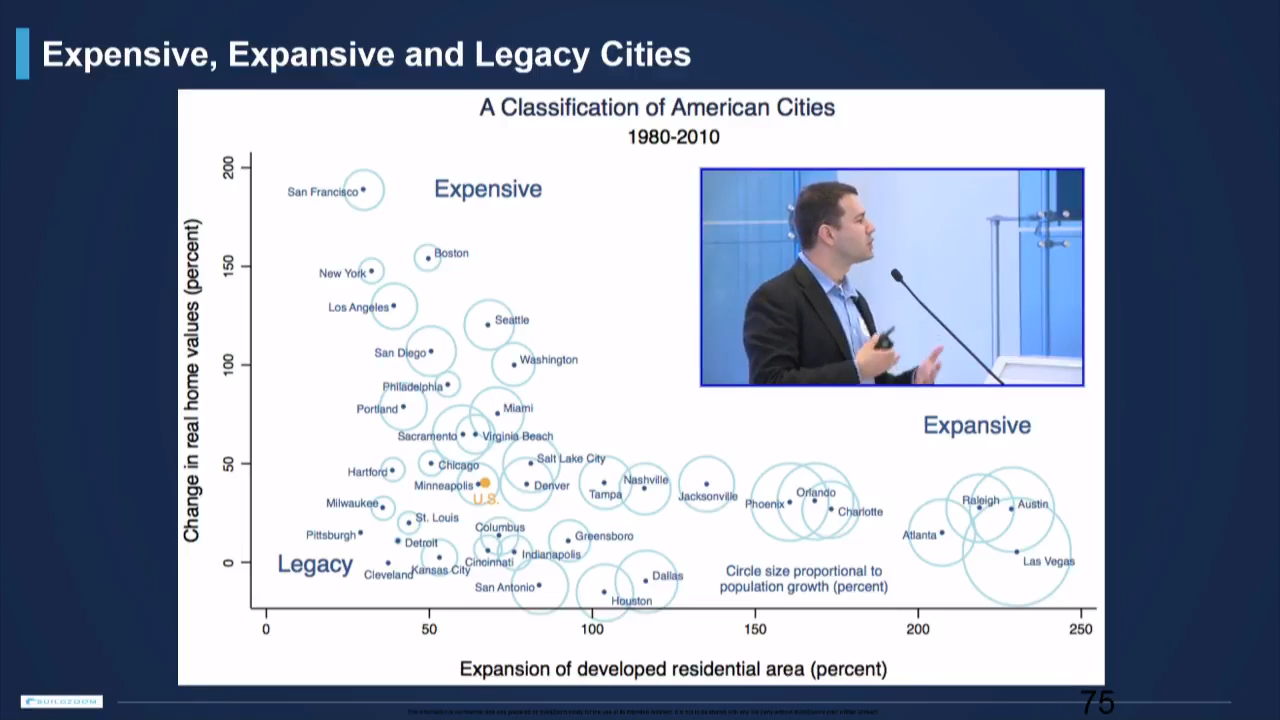 Expensive, Expansive and Legacy Cities
A Classification of American Cities
1980-2010
Change in real home values (percent)
200
150
100
50
0
San Francisco
Expensive
Boston
New York
Los Angeles
Seattle
San Diego
Washington
Philadelphia
Portland
Miami
Expansive
Sacramento
Virginia Beach
Salt Lake City
Chicago
Hartford
Minneapolis
Denver
U.S.
Tampa
Nashville
Jacksonville
Phoenix
Orlando
Charlotte
Raleigh
Austin
Milwaukee
St. Louis
Columbus
Pittsburgh
Detroit
Greensboro
Atlanta
Legacy
Cleveland
Kansas City
Cincinnati
Indianapolis
Las Vegas
San Antonio
Dallas
Houston
Circle size proportional to
population growth (percent)
0
50
100
150
200
250
Expansion of developed residential area (percent)
BUILDZOOM
75